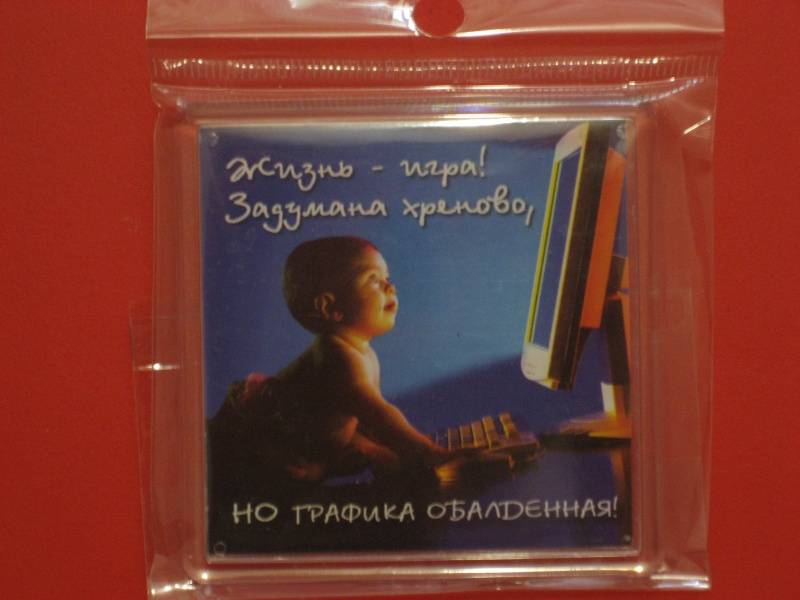 Жизнь - игра!
Задумана хреново,
НО ГРАФИКА ОБАЛДЕННАЯ!